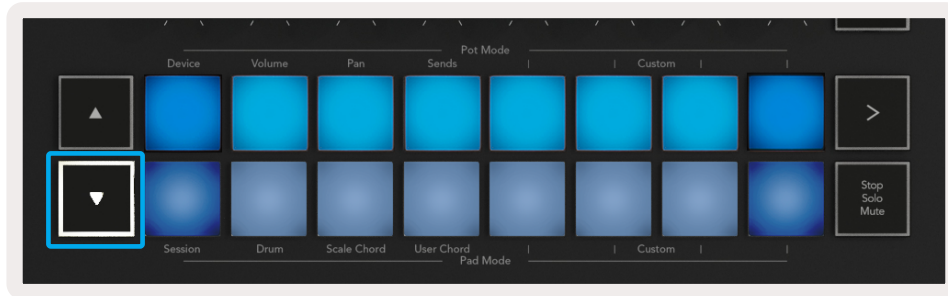 Pot Mode
Device Volume Pan Sends Custom
>
Stop
Solo
Mute
Session Drum Scale Chord User Chord Custom
Pad Mode